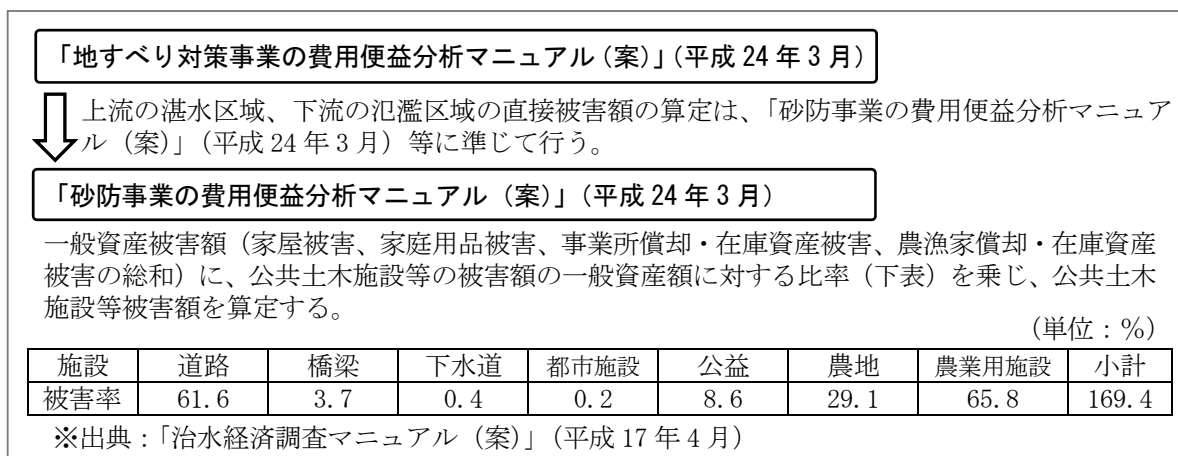 「地すべり対策事業の費用便益分析マニュアル（案）」（平成 24 年 3 月）
上流の湛水区域、下流の氾濫区域の直接被害額の算定は、「砂防事業の費用便益分析マニュア
ル（案）」（平成 24 年 3 月）等に準じて行う。
「砂防事業の費用便益分析マニュアル（案）」（平成 24 年 3 月）
一般資産被害額（家屋被害、家庭用品被害、事業所償却・在庫資産被害、農漁家償却・在庫資産
被害の総和）に、公共土木施設等の被害額の一般資産額に対する比率（下表）を乗じ、公共土木
施設等被害額を算定する。
（単位：％）
施設 道路 橋梁 下水道 都市施設 公益 農地 農業用施設 小計
被害率 61.6 3.7 0.4 0.2 8.6 29.1 65.8 169.4
※出典：「治水経済調査マニュアル（案）」（平成 17 年 4 月）